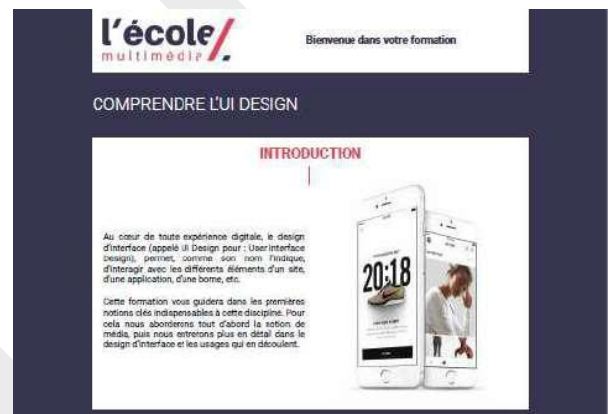 l'école/
multimédia
Bienvenue dans votre formation
COMPRENDRE L'UI DESIGN
INTRODUCTION
Au cœur de toute expérience digitale, le design
d'interface (appelé UI Design pour : User Interface
Design), permet, comme son nom l'indique,
d'interagir avec les différents éléments d'un site,
d'une application, d'une borne, etc.
Cette formation vous guidera dans les premières
notions clés indispensables à cette discipline. Pour
cela nous aborderons tout d'abord la notion de
média, puis nous entrerons plus en détail dans le
design d'interface et les usages qui en découlent.
20:18